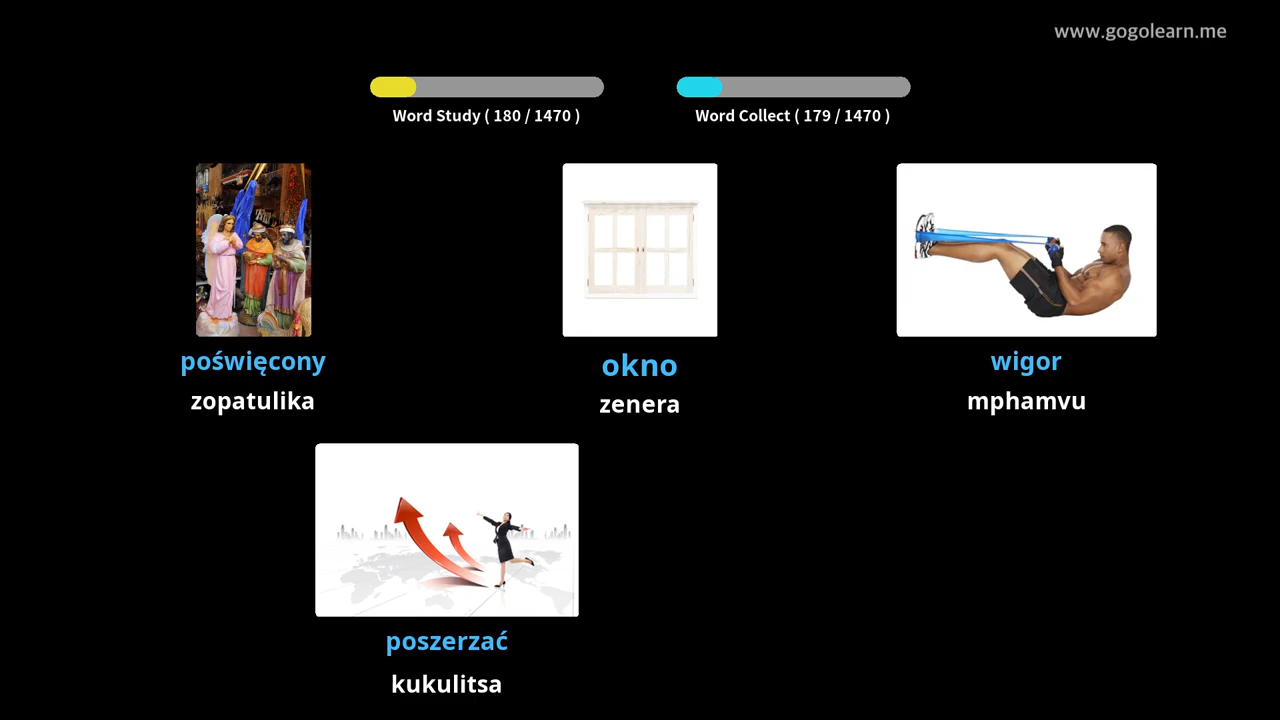 www.gogolearn.me
Word Study ( 180 / 1470 )
Word Collect ( 179 / 1470 )
poświęcony
zopatulika
okno
zenera
wigor
mphamvu
poszerzać
kukulitsa